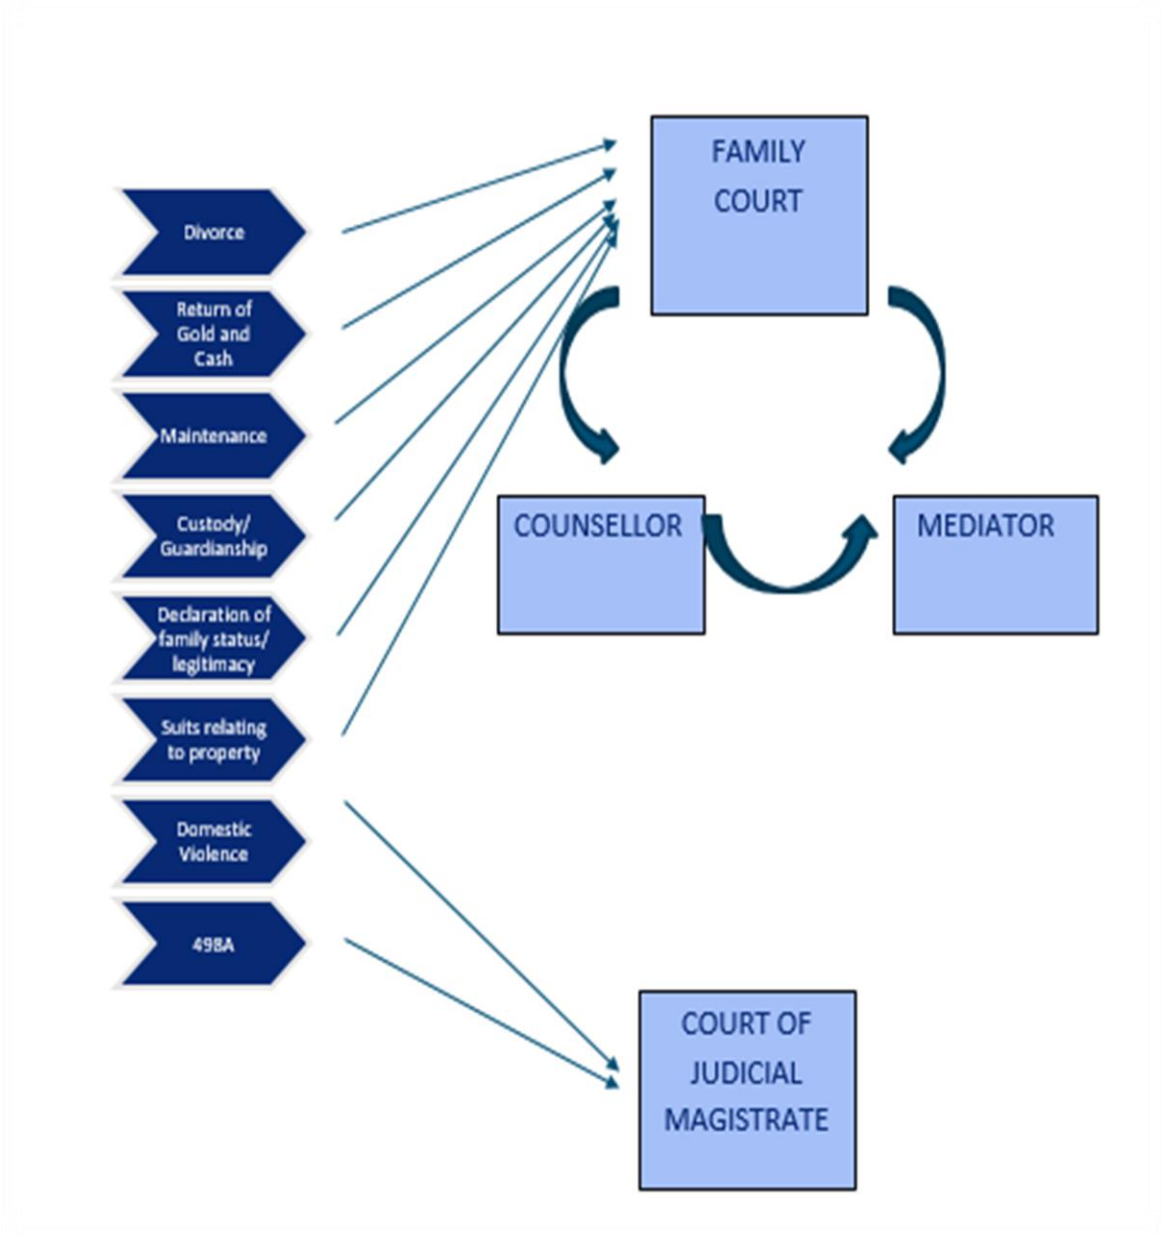 FAMILY
COURT
Divorce
Return of
Gold and
Cash
Maintenance
Custody/
Guardianship
COUNSELLOR
MEDIATOR
Declaration of
family status/
legitimacy
Suits relating
to property
Domestic
Violence
498A
COURT OF
JUDICIAL
MAGISTRATE